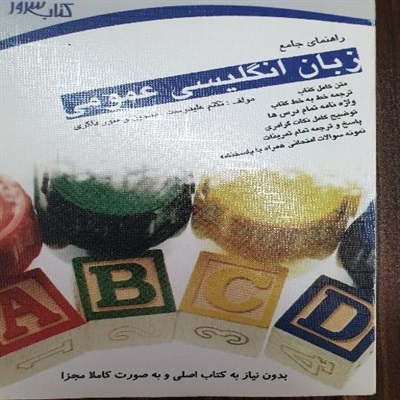 کتاب سرور
راهنمای جامع
زبان انگلیسی عمومی
متن کامل کتاب
ترجمه خط به خط کتاب
واژه نامه تمام درس ها
توضیح کامل نکات گرامری
پاسخ و ترجمه تمام تمرینات
نمونه سوالات امتحانی همراه با پاسخنامه
A B C D
بدون نیاز به کتاب اصلی و به صورت کاملا مجزا